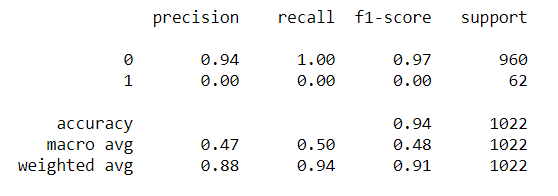 precision recall f1-score support
0 0.94 1.00 0.97 960
1 0.00 0.00 0.00 62
accuracy 0.94 1022
macro avg 0.47 0.50 0.48 1022
weighted avg 0.88 0.94 0.91 1022